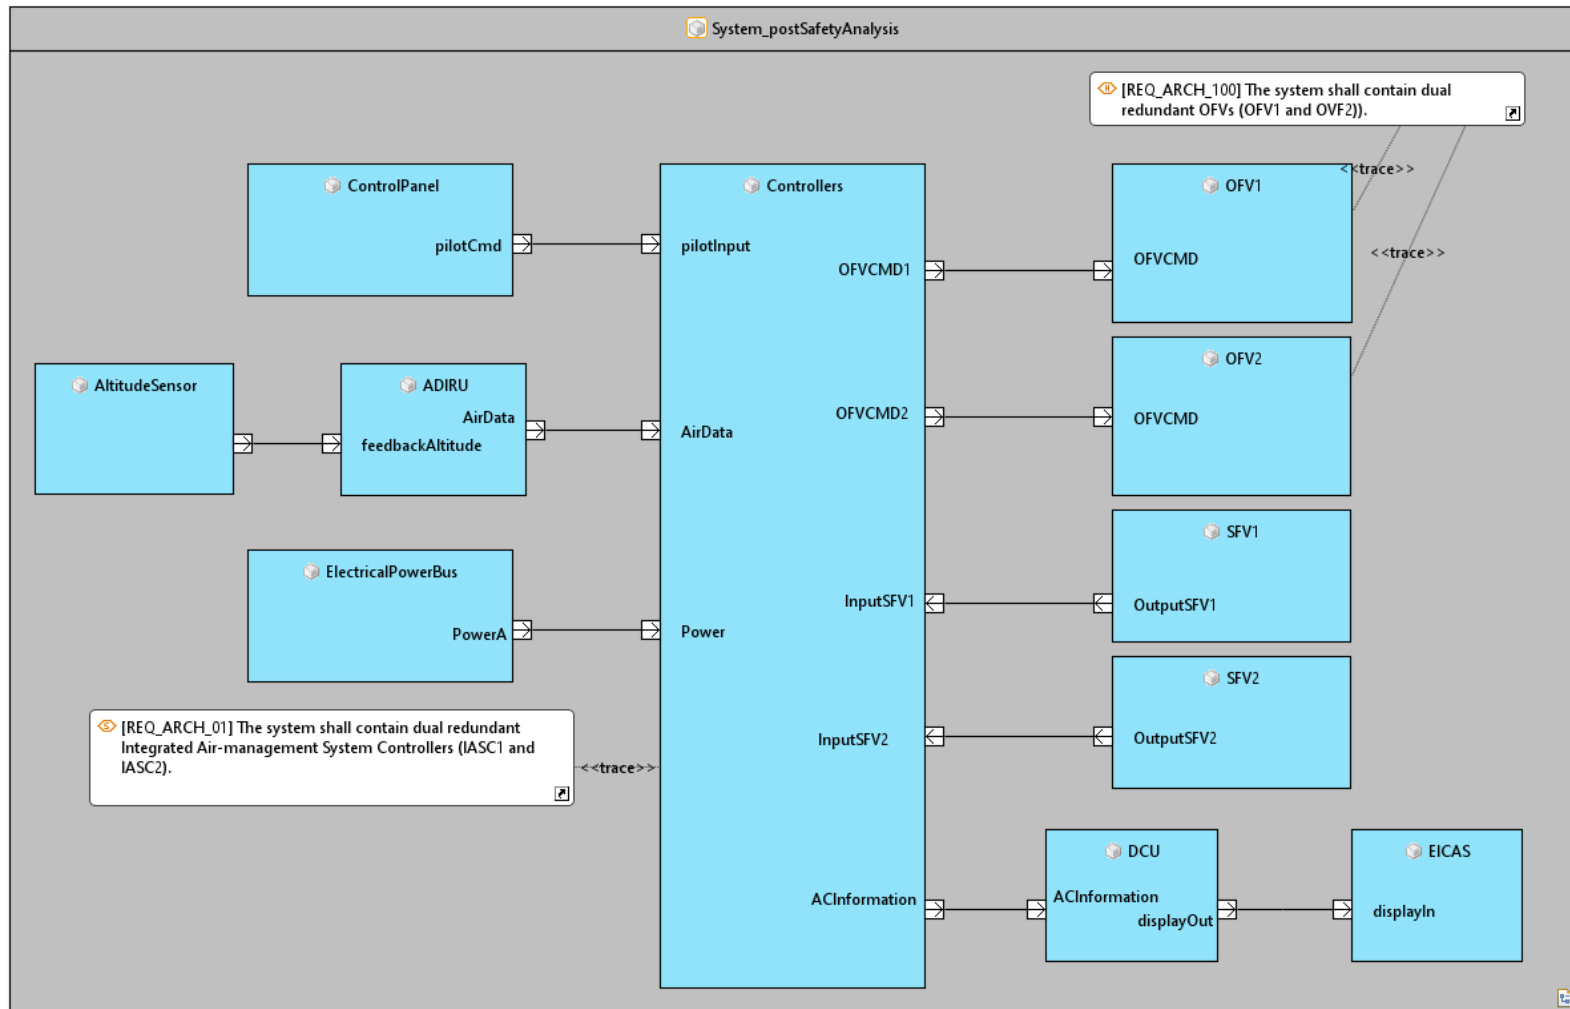 System_postSafetyAnalysis
[REQ_ARCH_100] The system shall contain dual
redundant OFVs (OFV1 and OVF2)).
<<trace>>
<<trace>>
ControlPanel
pilotCmd
Controllers
pilotInput
OFVCMD1
OFVCMD2
AirData
InputSFV1
Power
InputSFV2
ACInformation
OFV1
OFVCMD
OFV2
OFVCMD
AltitudeSensor
ADIRU
AirData
feedbackAltitude
SFV1
OutputSFV1
ElectricalPowerBus
PowerA
SFV2
OutputSFV2
[REQ_ARCH_01] The system shall contain dual redundant
Integrated Air-management System Controllers (IASC1 and
IASC2).
<<trace>>
DCU
ACInformation
displayOut
EICAS
displayIn